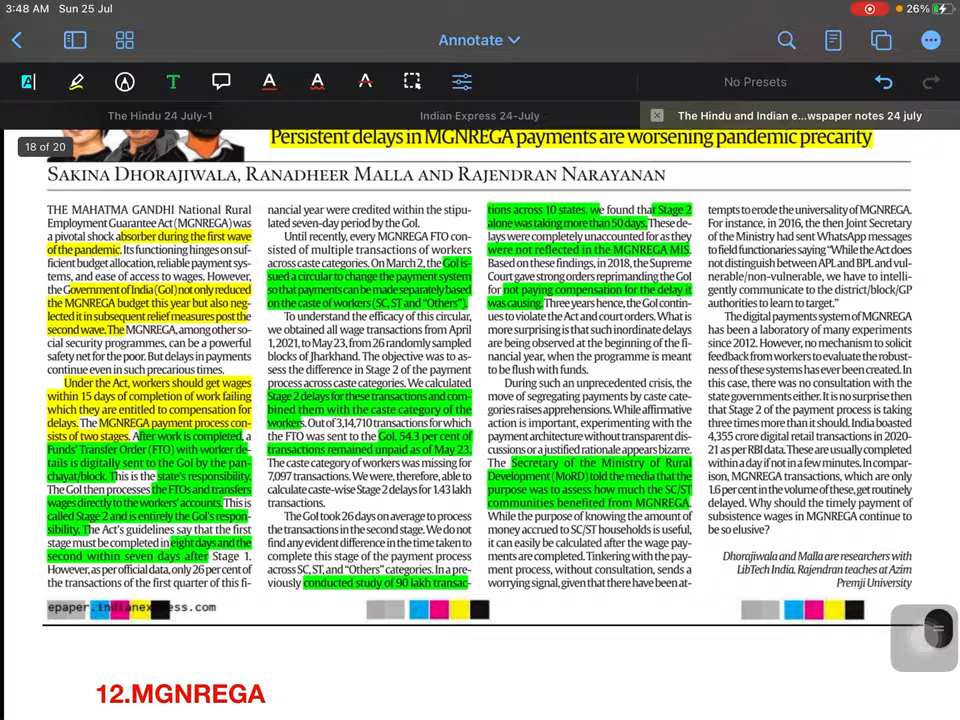 3:48 AM Sun 25 Jul
26%
Annotate
No Presets
The Hindu 24 July-1
Indian Express 24-July
The Hindu and Indian e...wspaper notes 24 july
18 of 20
Persistent delays in MGNREGA payments are worsening pandemic precarity
Sakina Dhorajiwala, Ranadheer Malla and Rajendran Narayanan
THE MAHATMA GANDHI National Rural
Employment Guarantee Act (MGNREGA) was
a pivotal shock absorber during the first wave
of the pandemic. Its functioning hinges on suf-
ficient budget allocation, reliable payment sys-
tems, and ease of access to wages. However,
the Government of India (GoI) not only reduced
the MGNREGA budget this year but also neg-
lected it in subsequent relief measures post the
second wave. The MGNREGA, among other so-
cial security programmes, can be a powerful
safety net for the poor. But delays in payments
continue even in such precarious times.
Under the Act, workers should get wages
within 15 days of completion of work failing
which they are entitled to compensation for
delays. The MGNREGA payment process con-
sists of two stages. After work is completed, a
Funds' Transfer Order (FTO) with worker de-
tails is digitally sent to the GoI by the pan-
chayat/block. This is the state's responsibility.
The GoI then processes the FTOs and transfers
wages directly to the workers' accounts. This is
called Stage 2 and is entirely the GoI's respon-
sibility. The Act's guidelines say that the first
stage must be completed in eight days and the
second within seven days after Stage 1.
However, as per official data, only 26 per cent of
the transactions of the first quarter of this fi-
nancial year were credited within the stipu-
lated seven-day period by the GoI.
Until recently, every MGNREGA FTO con-
sisted of multiple transactions of workers
across caste categories. On March 2, the GoI is-
sued a circular to change the payment system
so that payments can be made separately based
on the caste of workers (SC, ST and "Others").
To understand the efficacy of this circular,
we obtained all wage transactions from April
1, 2021, to May 23, from 26 randomly sampled
blocks of Jharkhand. The objective was to as-
sess the difference in Stage 2 of the payment
process across caste categories. We calculated
Stage 2 delays for these transactions and com-
bined them with the caste category of the
workers. Out of 3,14,710 transactions for which
the FTO was sent to the GoI, 54.3 per cent of
transactions remained unpaid as of May 23.
The caste category of workers was missing for
7,097 transactions. We were, therefore, able to
calculate caste-wise Stage 2 delays for 1.43 lakh
transactions.
The GoI took 26 days on average to process
the transactions in the second stage. We do not
find any evident difference in the time taken to
complete this stage of the payment process
across SC, ST, and "Others" categories. In a pre-
viously conducted study of 90 lakh transac-
tions across 10 states, we found that Stage 2
alone was taking more than 50 days. These de-
lays were completely unaccounted for as they
were not reflected in the MGNREGA MIS.
Based on these findings, in 2018, the Supreme
Court gave strong orders reprimanding the GoI
for not paying compensation for the delay it
was causing. Three years hence, the GoI contin-
ues to violate the Act and court orders. What is
more surprising is that such inordinate delays
are being observed at the beginning of the fi-
nancial year, when the programme is meant
to be flush with funds.
During such an unprecedented crisis, the
move of segregating payments by caste cate-
gories raises apprehensions. While affirmative
action is important, experimenting with the
payment architecture without transparent dis-
cussions or a justified rationale appears bizarre.
The Secretary of the Ministry of Rural
Development (MoRD) told the media that the
purpose was to assess how much the SC/ST
communities benefited from MGNREGA.
While the purpose of knowing the amount of
money accrued to SC/ST households is useful,
it can easily be calculated after the wage pay-
ments are completed. Tinkering with the pay-
ment process, without consultation, sends a
worrying signal, given that there have been at-
tempts to erode the universality of MGNREGA.
For instance, in 2016, the then Joint Secretary
of the Ministry had sent WhatsApp messages
to field functionaries saying "While the Act does
not distinguish between APL and BPL and vul-
nerable/non-vulnerable, we have to intelli-
gently communicate to the district/block/GP
authorities to learn to target."
The digital payments system of MGNREGA
has been a laboratory of many experiments
since 2012. However, no mechanism to solicit
feedback from workers to evaluate the robust-
ness of these systems has ever been created. In
this case, there was no consultation with the
state governments either. It is no surprise then
that Stage 2 of the payment process is taking
three times more than it should. India boasted
4,355 crore digital retail transactions in 2020-
21 as per RBI data. These are usually completed
within a day if not in a few minutes. In compar-
ison, MGNREGA transactions, which are only
1.6 per cent in the volume of these, get routinely
delayed. Why should the timely payment of
subsistence wages in MGNREGA continue to
be so elusive?
Dhorajiwala and Malla are researchers with
LibTech India. Rajendran teaches at Azim
Premji University
epaper.indianexpress.com
12.MGNREGA